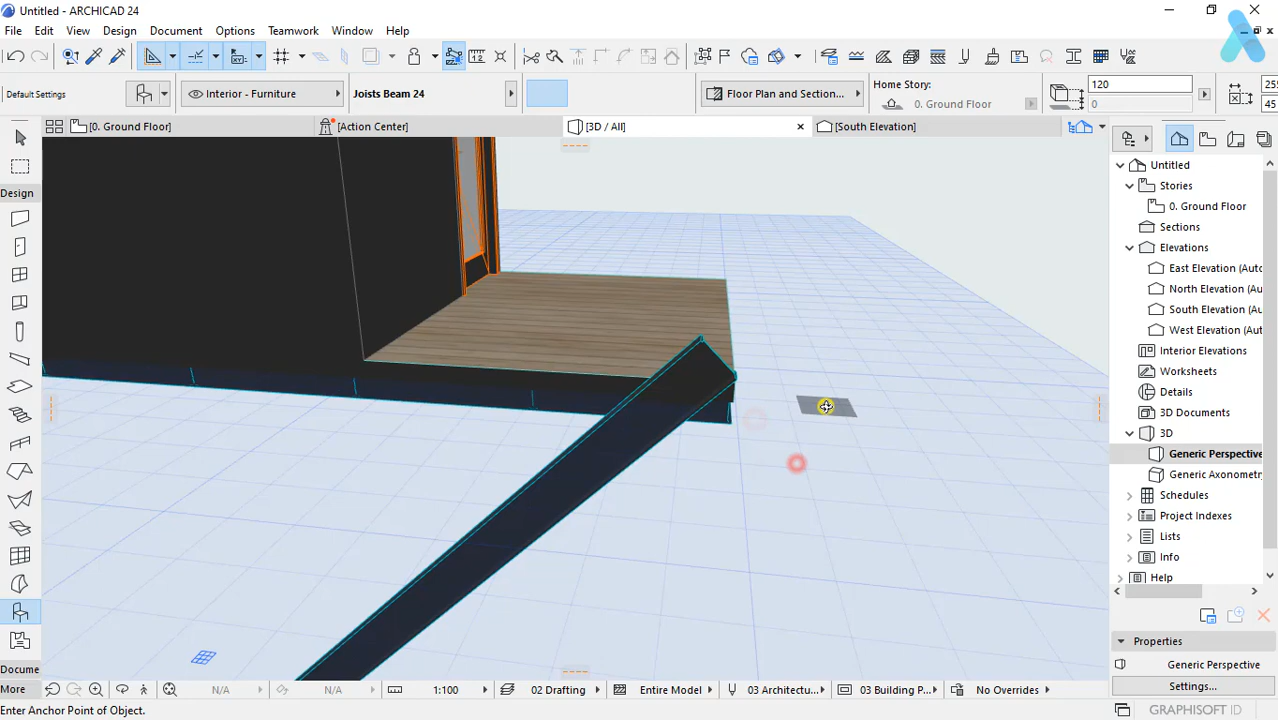 Untitled - ARCHICAD 24
File Edit View Design Document Options Teamwork Window Help
Default Settings
Interior - Furniture
Joists Beam 24
Floor Plan and Section...
Home Story:
0. Ground Floor
120
0
255
45
[0. Ground Floor]
[Action Center]
[3D / All]
[South Elevation]
Design
Untitled
Stories
0. Ground Floor
Sections
Elevations
East Elevation (Auto
North Elevation (Au
South Elevation (Au
West Elevation (Aut
Interior Elevations
Worksheets
Details
3D Documents
3D
Generic Perspective
Generic Axonometr
Schedules
Project Indexes
Lists
Info
Help
Properties
Generic Perspective
Settings...
Docume
More
N/A
N/A
1:100
02 Drafting
Entire Model
03 Architectu...
03 Building P...
No Overrides
Enter Anchor Point of Object.
GRAPHISOFT ID